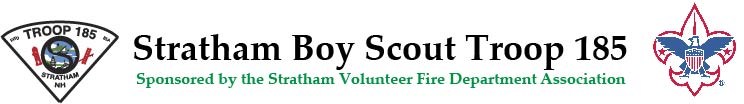 TROOP 185
STRATHAM
NH
Stratham Boy Scout Troop 185
Sponsored by the Stratham Volunteer Fire Department Association
®